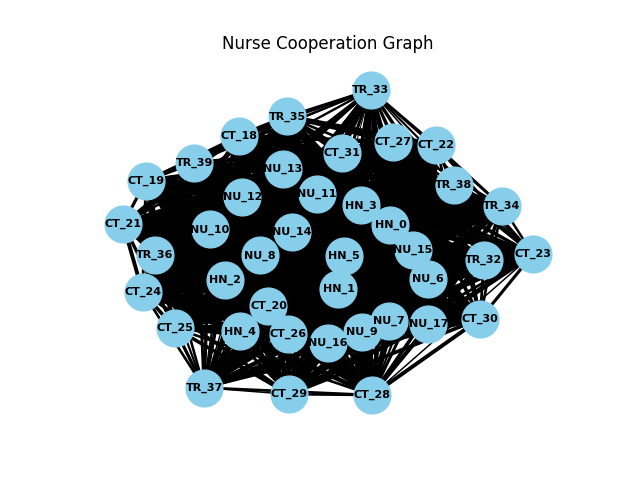 Nurse Cooperation Graph
TR_33
TR_35
CT_18
CT_27
CT_22
CT_31
TR_39
NU_13
CT_19
TR_38
NU_11
NU_12
HN_3
TR_34
CT_21
HN_0
NU_10
NU_14
NU_15
CT_23
TR_36
NU_8
HN_5
TR_32
HN_2
NU_6
HN_1
CT_24
CT_20
CT_30
NU_7
NU_17
CT_25
HN_4
NU_9
CT_26
NU_16
TR_37
CT_29
CT_28